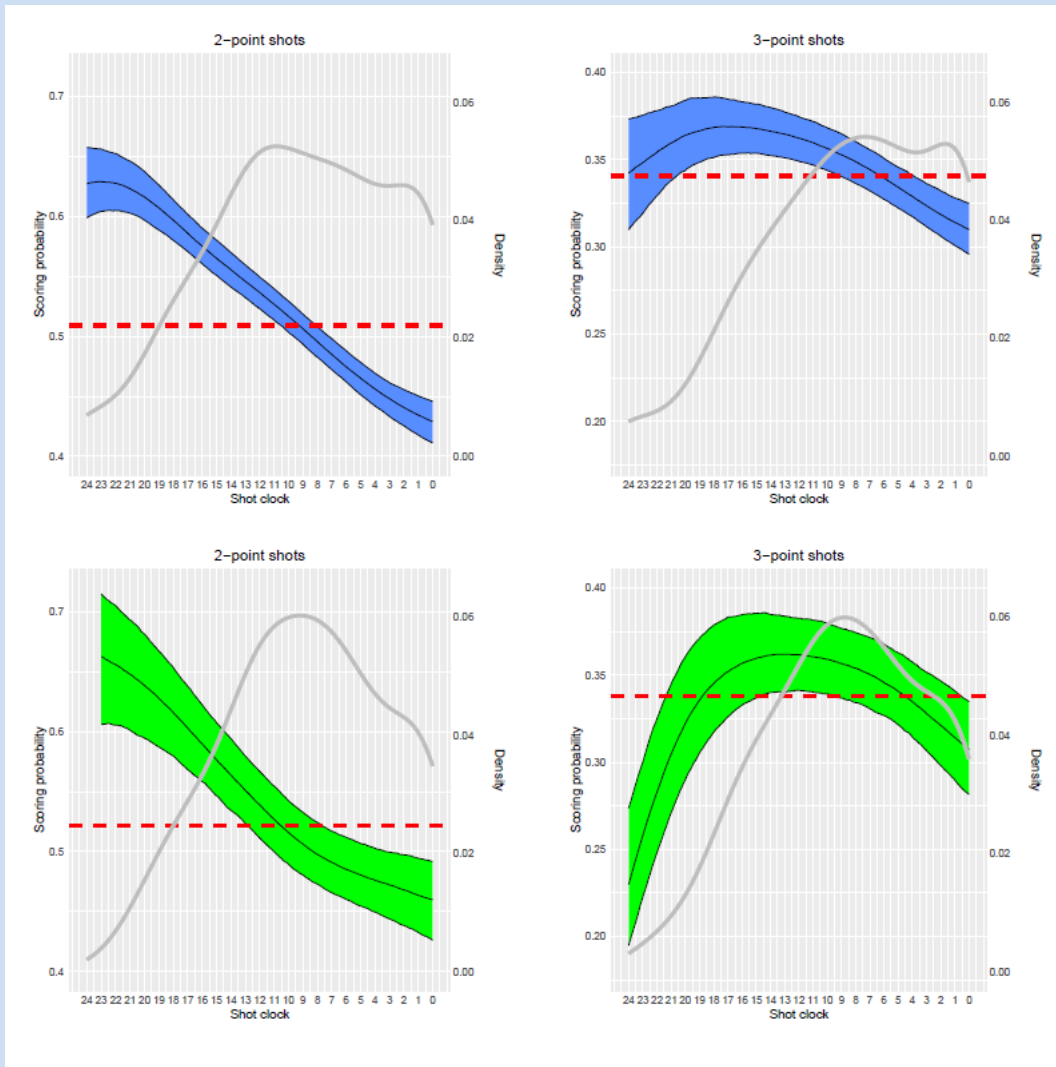 2−point shots
0.7
0.6
0.5
0.4
Scoring probability
0.06
0.04
0.02
0.00
Density
24 23 22 21 20 19 18 17 16 15 14 13 12 11 10 9 8 7 6 5 4 3 2 1 0
Shot clock
3−point shots
0.40
0.35
0.30
0.25
0.20
Scoring probability
0.06
0.04
0.02
0.00
Density
24 23 22 21 20 19 18 17 16 15 14 13 12 11 10 9 8 7 6 5 4 3 2 1 0
Shot clock
2−point shots
0.7
0.6
0.5
0.4
Scoring probability
0.06
0.04
0.02
0.00
Density
24 23 22 21 20 19 18 17 16 15 14 13 12 11 10 9 8 7 6 5 4 3 2 1 0
Shot clock
3−point shots
0.40
0.35
0.30
0.25
0.20
Scoring probability
0.06
0.04
0.02
0.00
Density
24 23 22 21 20 19 18 17 16 15 14 13 12 11 10 9 8 7 6 5 4 3 2 1 0
Shot clock